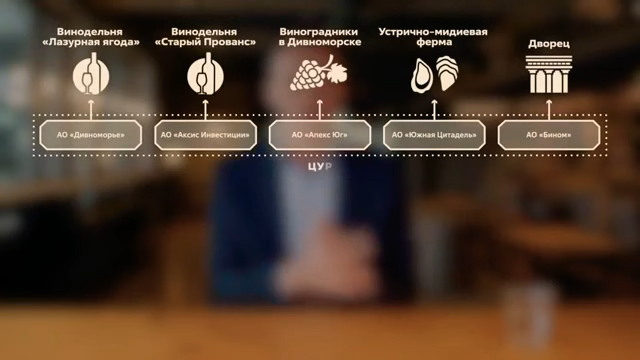 Винодельня
«Лазурная ягода»
Винодельня
«Старый Прованс»
Виноградники
в Дивноморске
Устрично-мидиевая
ферма
Дворец
АО «Дивноморье»
АО «Аксис Инвестиции»
АО «Апекс Юг»
АО «Южная Цитадель»
АО «Бином»
ЦУР